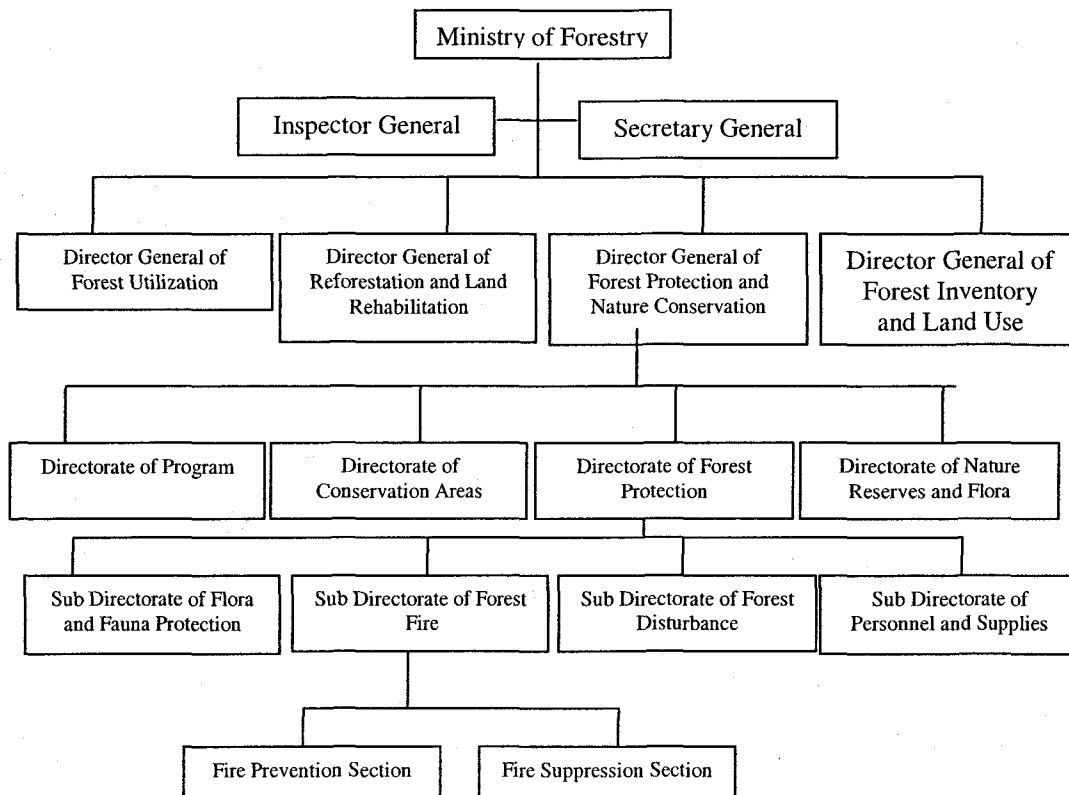 Ministry of Forestry
Inspector General
Secretary General
Director General of
Forest Utilization
Director General of
Reforestation and Land
Rehabilitation
Director General of
Forest Protection and
Nature Conservation
Director General of
Forest Inventory
and Land Use
Directorate of Program
Directorate of
Conservation Areas
Directorate of Forest
Protection
Directorate of Nature
Reserves and Flora
Sub Directorate of Flora
and Fauna Protection
Sub Directorate of Forest
Fire
Sub Directorate of Forest
Disturbance
Sub Directorate of
Personnel and Supplies
Fire Prevention Section
Fire Suppression Section